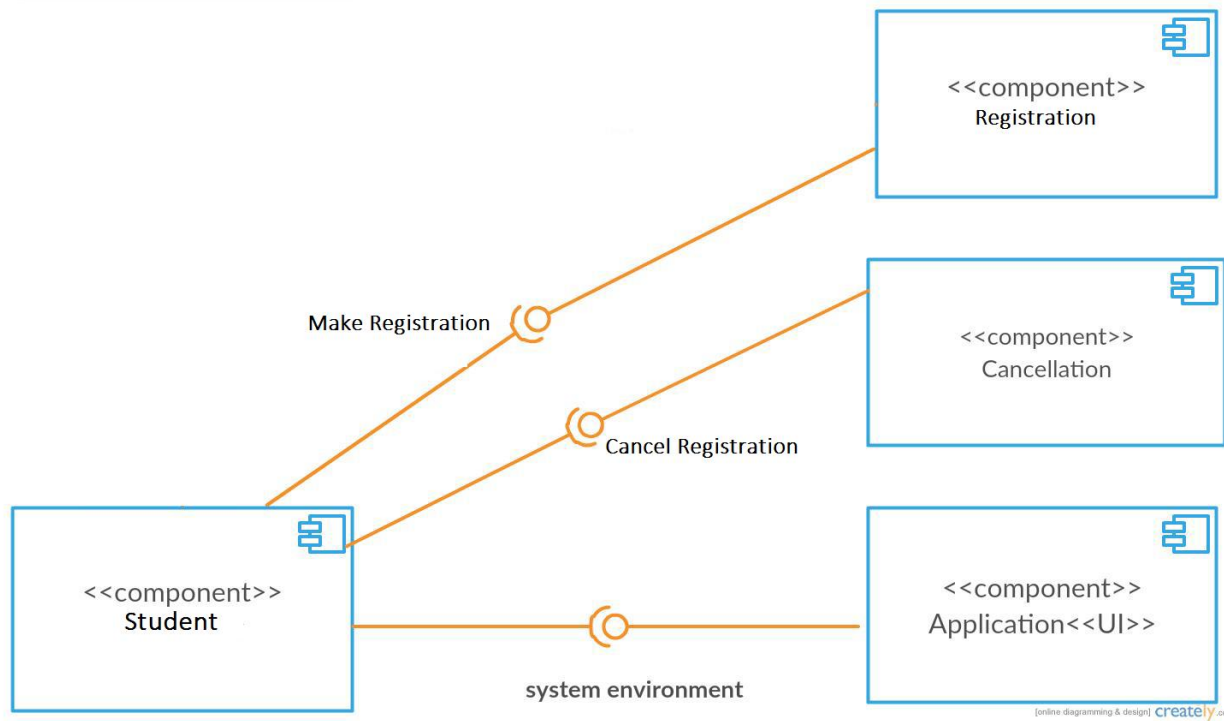 <<component>>
Registration
Make Registration
<<component>>
Cancellation
Cancel Registration
<<component>>
Student
<<component>>
Application<<UI>>
system environment
[online diagramming & design] creately.co